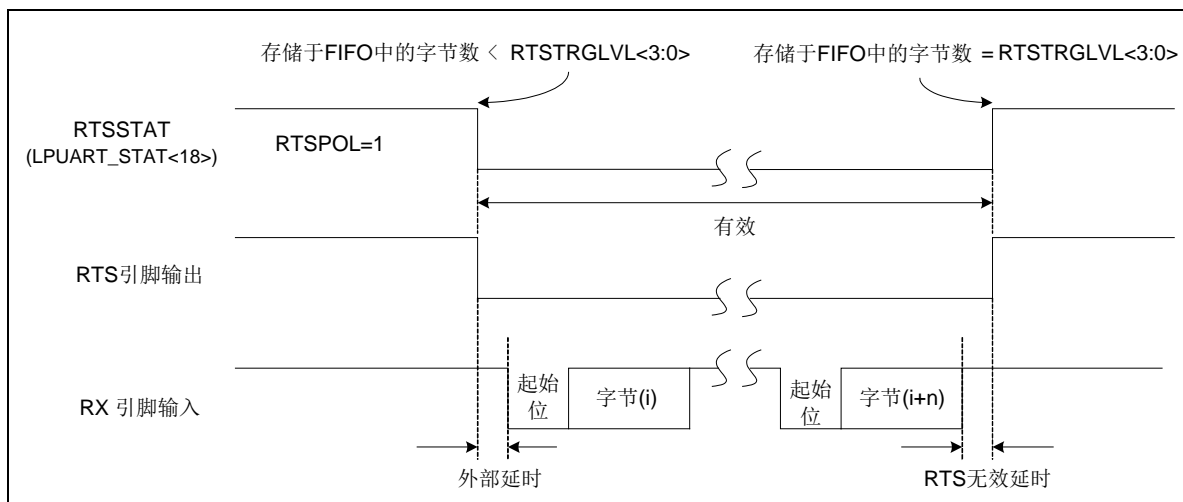 存储于FIFO中的字节数 < RTSTRGLVL<3:0>
存储于FIFO中的字节数 =RTSTRGLVL<3:0>
RTSSTAT
(LPUART_STAT<18>)
RTSPOL=1
有效
RTS引脚输出
RX 引脚输入
起始
位
字节(i)
起始
位
字节(i+n)
外部延时
RTS无效延时